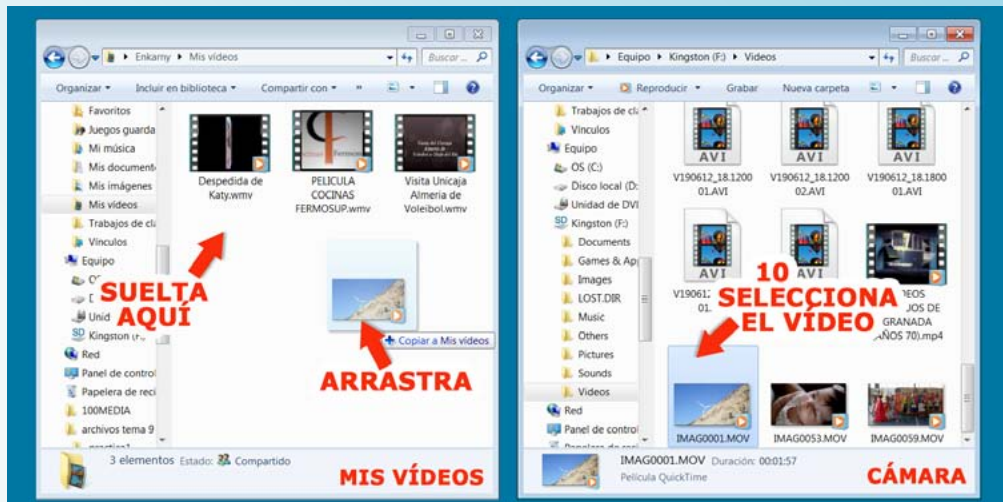 Enkarny ▸ Mis vídeos
Buscar ...
Organizar
Incluir en biblioteca
Compartir con
»
Favoritos
Juegos guarda
Mi música
Mis document
Mis imágenes
Mis vídeos
Trabajos de cla
Vínculos
Equipo
Unid
Kingston (F:)
Red
Panel de control
Papelera de reci
100MEDIA
archivos tema 9
Despedida de
Katy.wmv
PELICULA
COCINAS
FERMOSUP.wmv
Visita Unicaja
Almeria de
Voleibol.wmv
SUELTA
AQUÍ
Copiar a Mis vídeos
ARRASTRA
3 elementos Estado: Compartido
MIS VÍDEOS
Equipo ▸ Kingston (F:) ▸ Videos
Buscar ...
Organizar
Reproducir
Grabar
Nueva carpeta
Trabajos de cla
Vínculos
Equipo
OS (C:)
Disco local (D:
Unidad de DVD
Kingston (F:)
Documents
Games & App
Images
LOST.DIR
Music
Others
Pictures
Sounds
Videos
Red
Panel de control
AVI
AVI
AVI
V190612_18.1200
01.AVI
V190612_18.1200
02.AVI
V190612_18.1800
01.AVI
AVI
AVI
GRANADA
AÑOS 70).mp4
10
SELECCIONA
EL VÍDEO
IMAG0001.MOV
IMAG0053.MOV
IMAG0059.MOV
IMAG0001.MOV Duración: 00:01:57
Película QuickTime
CÁMARA